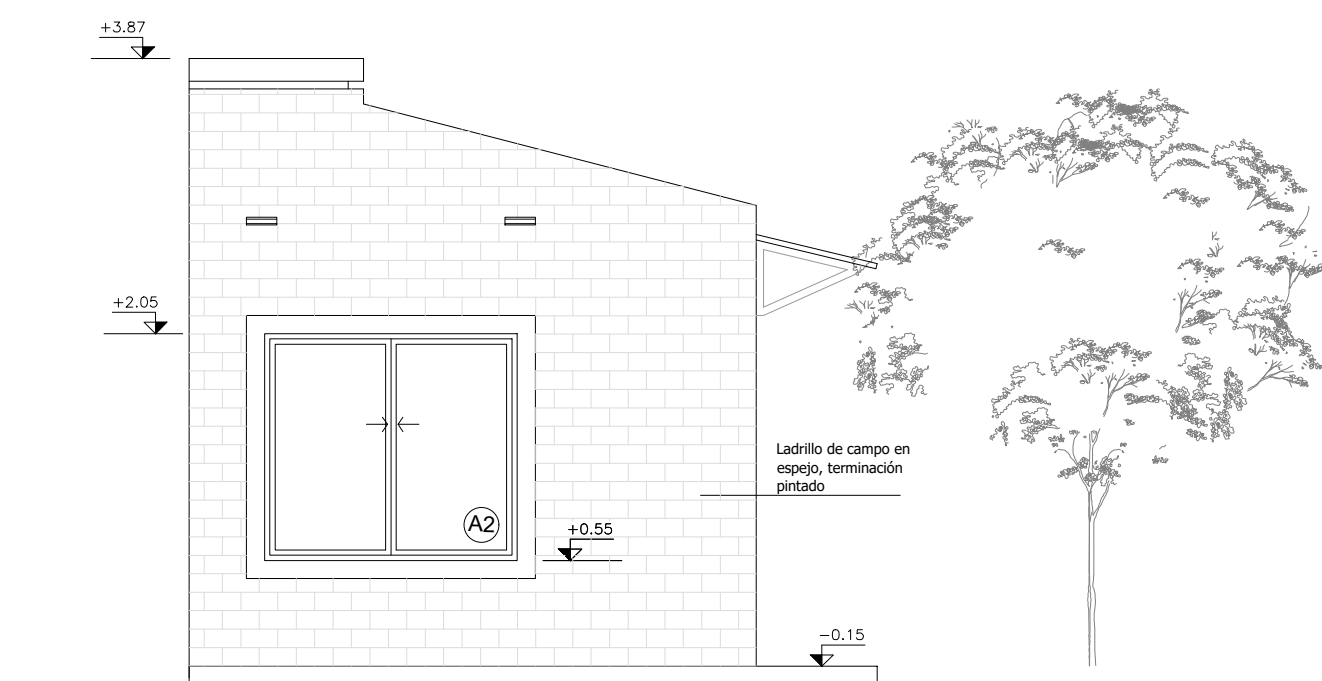 +3.87
+2.05
Ladrillo de campo en
espejo, terminación
pintado
A2
+0.55
-0.15